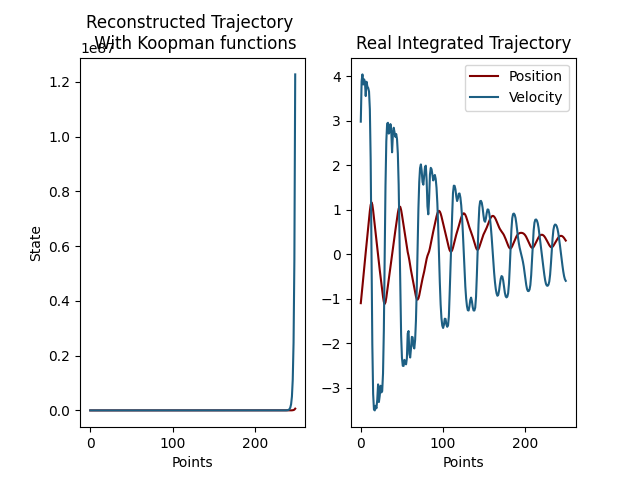 Reconstructed Trajectory
With Koopman functions
1e87
1.2
1.0
0.8
0.6
0.4
0.2
0.0
State
0
100
200
Points
Real Integrated Trajectory
Position
Velocity
4
3
2
1
0
−1
−2
−3
0
100
200
Points